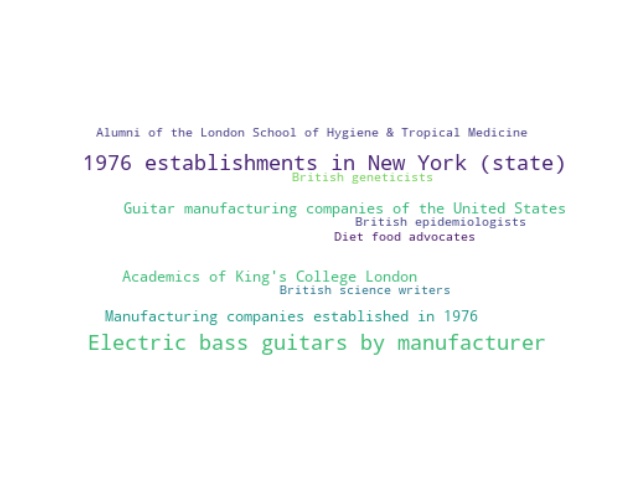 Alumni of the London School of Hygiene & Tropical Medicine
1976 establishments in New York (state)
British geneticists
Guitar manufacturing companies of the United States
British epidemiologists
Diet food advocates
Academics of King's College London
British science writers
Manufacturing companies established in 1976
Electric bass guitars by manufacturer